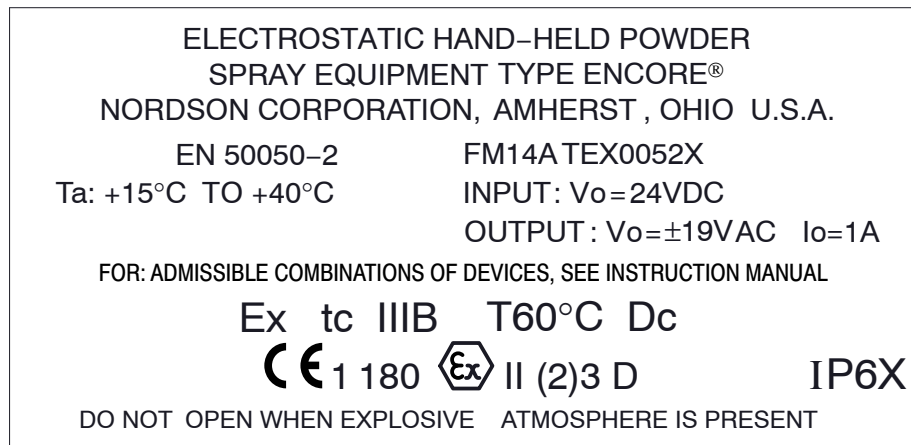 ELECTROSTATIC HAND–HELD POWDER
SPRAY EQUIPMENT TYPE ENCORE®
NORDSON CORPORATION, AMHERST , OHIO U.S.A.
EN 50050–2 FM14ATEX0052X
Ta: +15°C TO +40°C INPUT: Vo=24VDC
OUTPUT: Vo=±19VAC Io=1A
FOR: ADMISSIBLE COMBINATIONS OF DEVICES, SEE INSTRUCTION MANUAL
Ex tc IIIB T60°C Dc
CE 1180 Ex II (2)3 D IP6X
DO NOT OPEN WHEN EXPLOSIVE ATMOSPHERE IS PRESENT